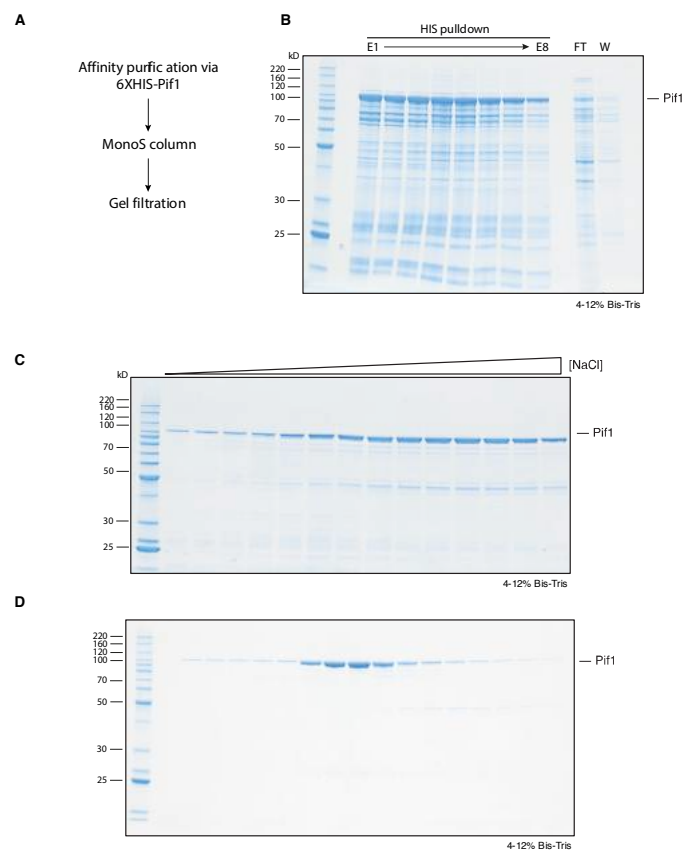 A
Affinity purific ation via
6XHIS-Pif1
MonoS column
Gel filtration
B
HIS pulldown
E1 E8 FT W
kD
220
160
120
100
70
50
30
25
Pif1
4-12% Bis-Tris
C
[NaCl]
kD
220
160
120
100
70
50
30
25
Pif1
4-12% Bis-Tris
D
220
160
120
100
70
50
30
25
Pif1
4-12% Bis-Tris